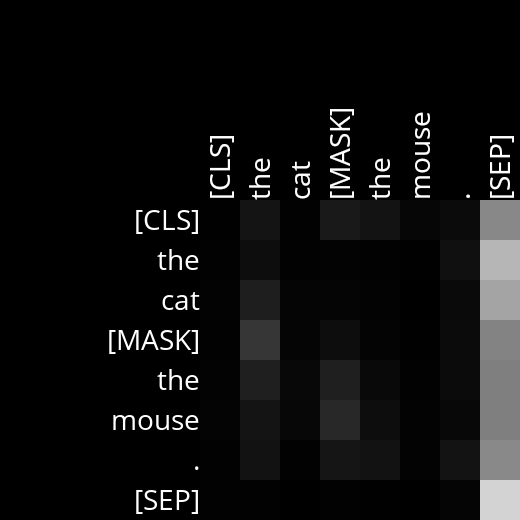 [CLS] the cat [MASK] the mouse . [SEP]
[CLS]
the
cat
[MASK]
the
mouse
.
[SEP]